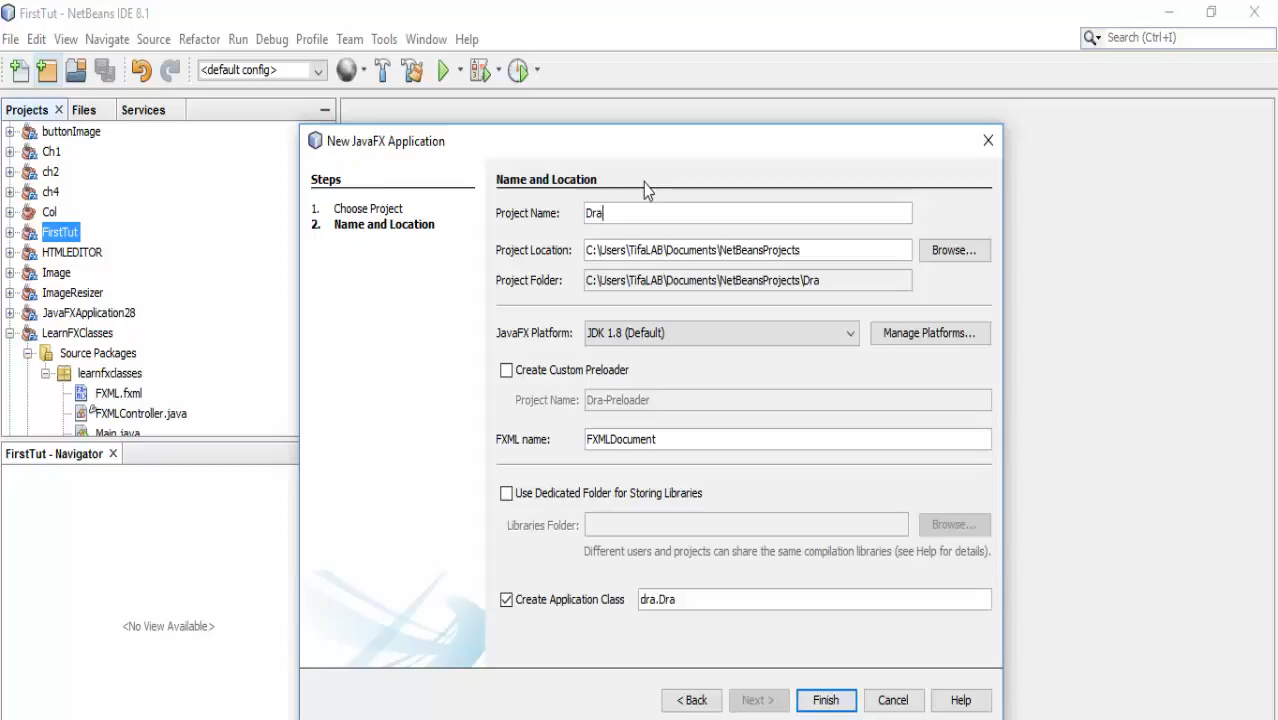 FirstTut - NetBeans IDE 8.1
File Edit View Navigate Source Refactor Run Debug Profile Team Tools Window Help
Search (Ctrl+I)
<default config>
Projects Files Services
buttonImage
Ch1
ch2
ch4
Col
FirstTut
HTMLEDITOR
Image
ImageResizer
JavaFXApplication28
LearnFXClasses
Source Packages
learnfxclasses
FXML.fxml
FXMLController.java
Main.java
FirstTut - Navigator
<No View Available>
New JavaFX Application
Steps
1. Choose Project
2. Name and Location
Name and Location
Project Name: Dra
Project Location: C:\Users\TifaLAB\Documents\NetBeansProjects Browse...
Project Folder: C:\Users\TifaLAB\Documents\NetBeansProjects\Dra
JavaFX Platform: JDK 1.8 (Default) Manage Platforms...
Create Custom Preloader
Project Name: Dra-Preloader
FXML name: FXMLDocument
Use Dedicated Folder for Storing Libraries
Libraries Folder: Browse...
Different users and projects can share the same compilation libraries (see Help for details).
Create Application Class dra.Dra
< Back Next > Finish Cancel Help